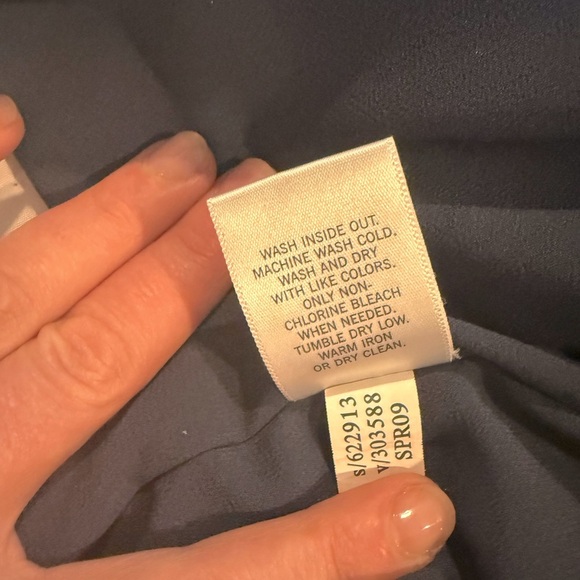 WASH INSIDE OUT.
MACHINE WASH COLD.
WASH AND DRY
WITH LIKE COLORS.
ONLY NON-
CHLORINE BLEACH
WHEN NEEDED.
TUMBLE DRY LOW.
WARM IRON
OR DRY CLEAN.
s/622913
v/303588
SPR09